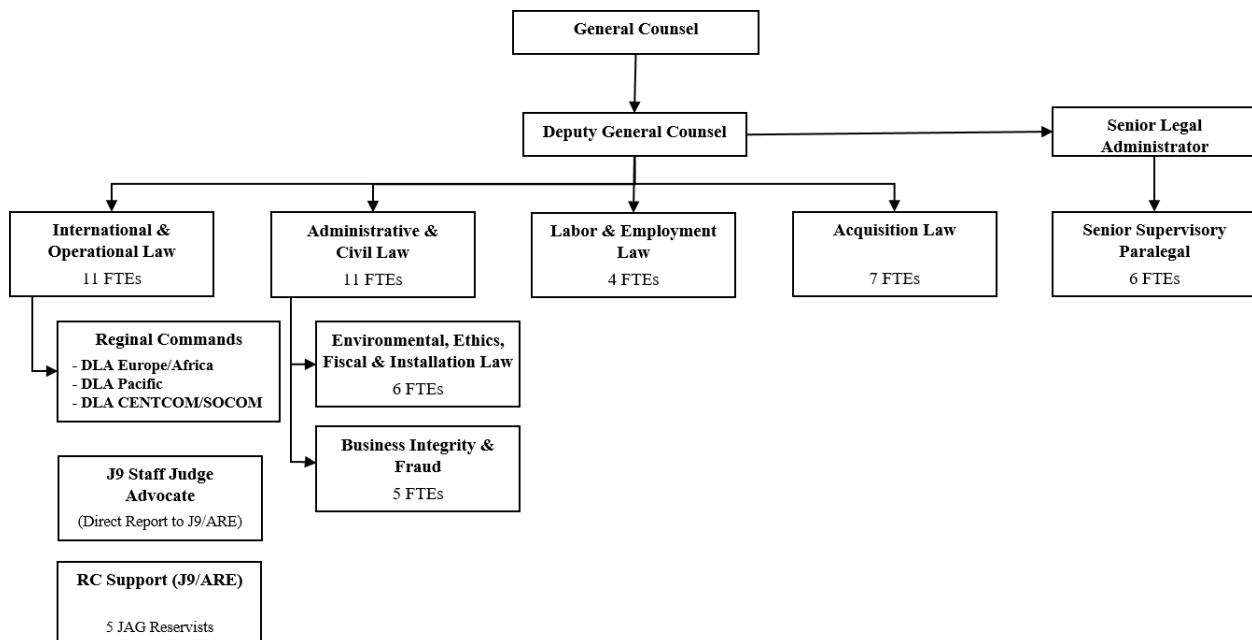 General Counsel
Deputy General Counsel
Senior Legal
Administrator
International &
Operational Law
11 FTEs
Administrative &
Civil Law
11 FTEs
Labor & Employment
Law
4 FTEs
Acquisition Law
7 FTEs
Senior Supervisory
Paralegal
6 FTEs
Reginal Commands
- DLA Europe/Africa
- DLA Pacific
- DLA CENTCOM/SOCOM
Environmental, Ethics,
Fiscal & Installation Law
6 FTEs
Business Integrity &
Fraud
5 FTEs
J9 Staff Judge
Advocate
(Direct Report to J9/ARE)
RC Support (J9/ARE)
5 JAG Reservists